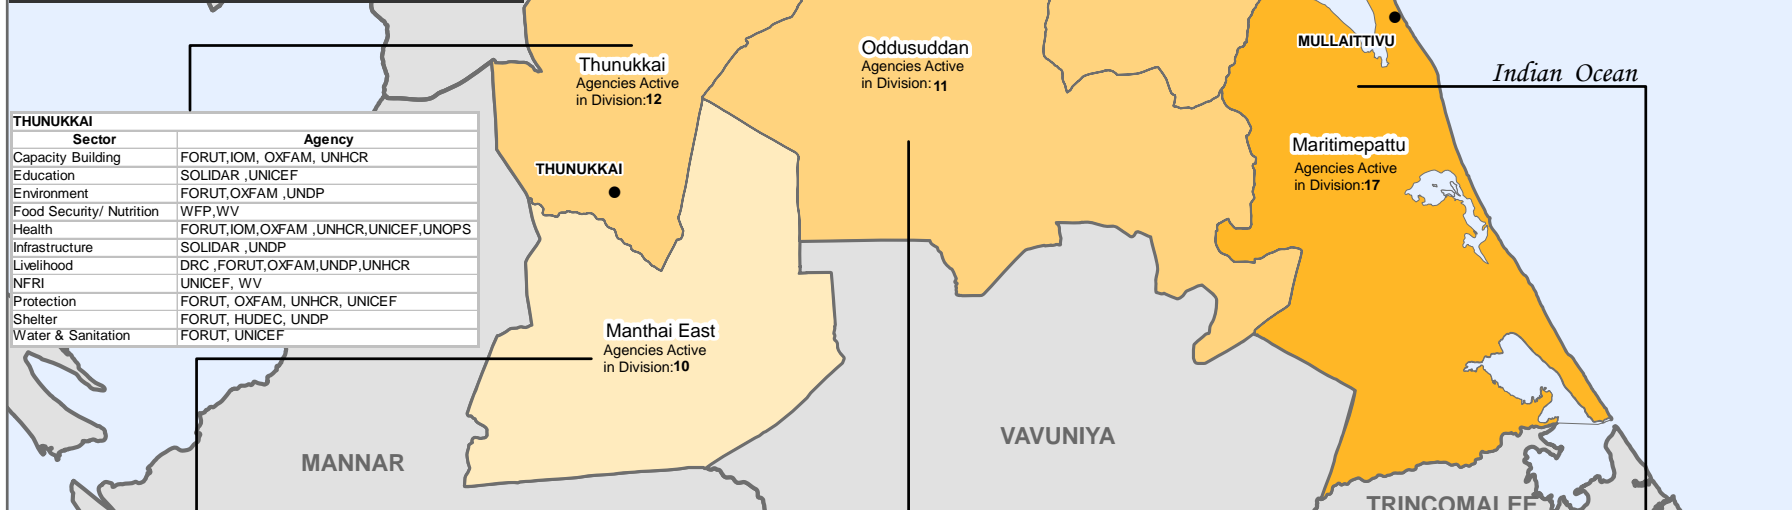 MULLAITTIVU
Indian Ocean
Oddusuddan
Agencies Active
in Division:11
Thunukkai
Agencies Active
in Division:12
THUNUKKAI
Sector Agency
Capacity Building FORUT,IOM, OXFAM, UNHCR
Education SOLIDAR ,UNICEF
Environment FORUT,OXFAM ,UNDP
Food Security/ Nutrition WFP,WV
Health FORUT,IOM,OXFAM ,UNHCR,UNICEF,UNOPS
Infrastructure SOLIDAR ,UNDP
Livelihood DRC ,FORUT,OXFAM,UNDP,UNHCR
NFRI UNICEF, WV
Protection FORUT, OXFAM, UNHCR, UNICEF
Shelter FORUT, HUDEC, UNDP
Water & Sanitation FORUT, UNICEF
THUNUKKAI
Maritimepattu
Agencies Active
in Division:17
Manthai East
Agencies Active
in Division:10
VAVUNIYA
MANNAR
TRINCOMALEE